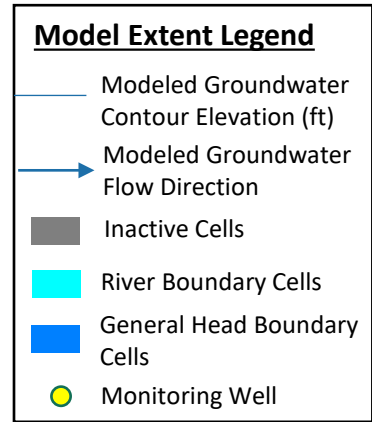 Model Extent Legend
Modeled Groundwater
Contour Elevation (ft)
Modeled Groundwater
Flow Direction
Inactive Cells
River Boundary Cells
General Head Boundary
Cells
Monitoring Well